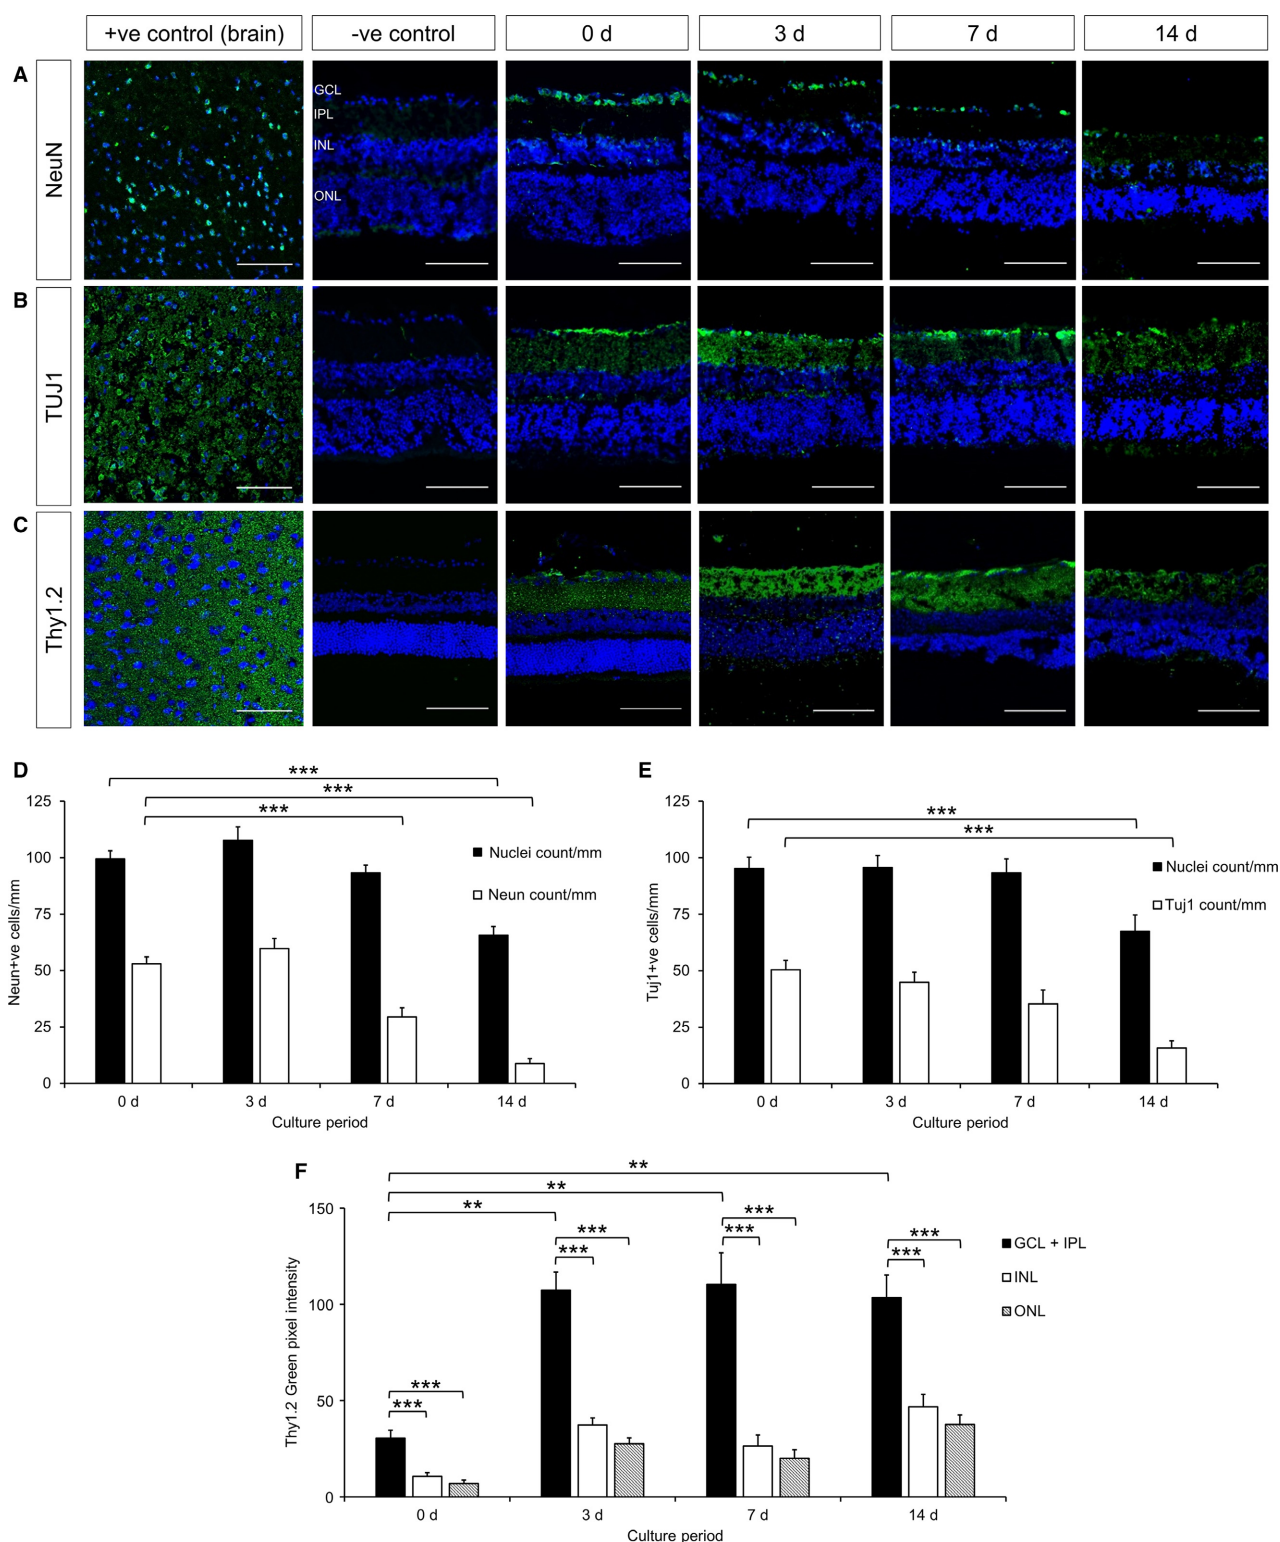 +ve control (brain) -ve control 0 d 3 d 7 d 14 d
A
NeuN
GCL
IPL
INL
ONL
B
TUJ1
C
Thy1.2
D
***
***
***
125
100
75
50
25
0
Neun+ve cells/mm
Nuclei count/mm
Neun count/mm
0 d 3 d 7 d 14 d
Culture period
E
***
***
125
100
75
50
25
0
Tuj1+ve cells/mm
Nuclei count/mm
Tuj1 count/mm
0 d 3 d 7 d 14 d
Culture period
F
**
**
**
*** *** ***
*** *** ***
***
***
150
100
50
0
Thy1.2 Green pixel intensity
GCL + IPL
INL
ONL
0 d 3 d 7 d 14 d
Culture period